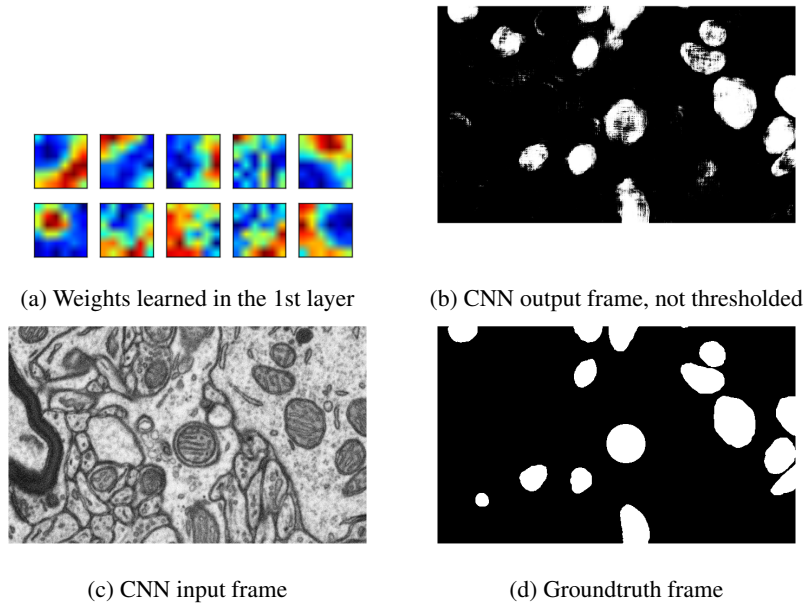 (a) Weights learned in the 1st layer
(b) CNN output frame, not thresholded
(c) CNN input frame
(d) Groundtruth frame